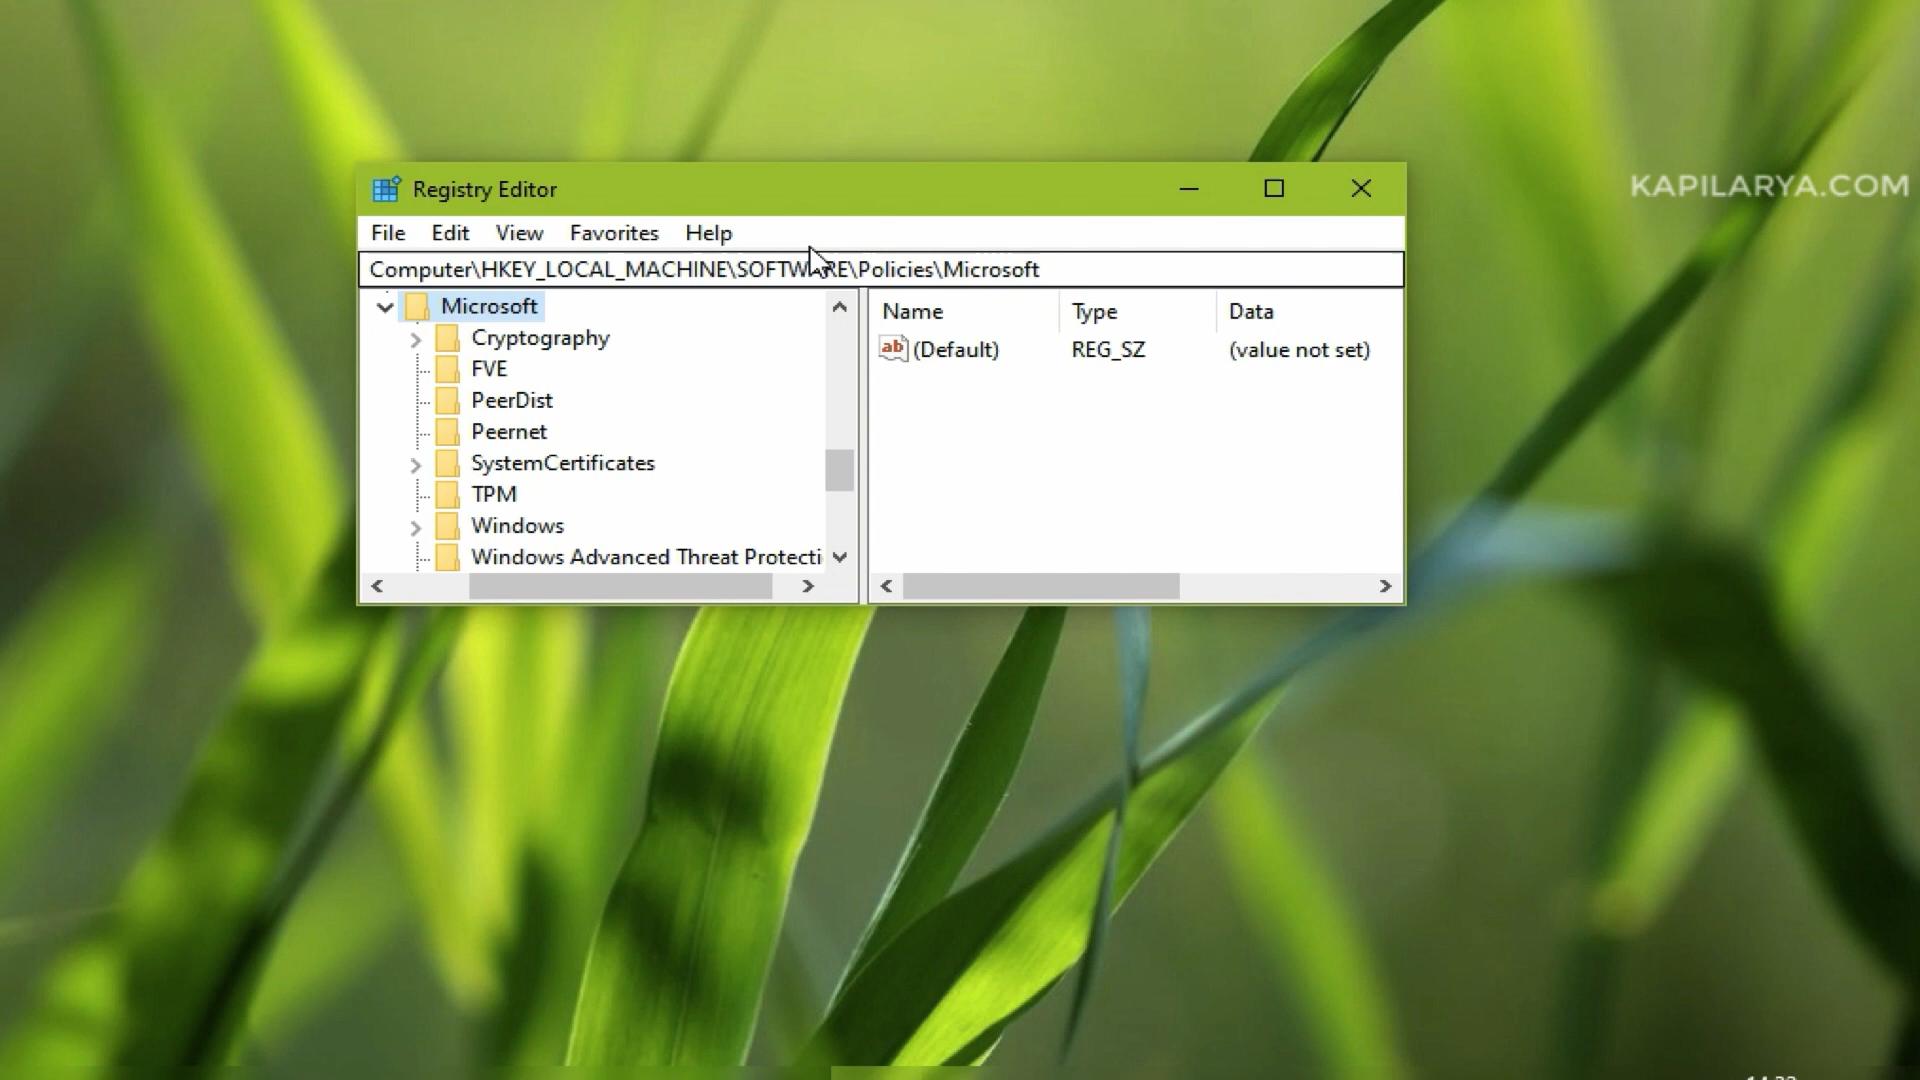 KAPILARYA.COM
Registry Editor
File Edit View Favorites Help
Computer\HKEY_LOCAL_MACHINE\SOFTWARE\Policies\Microsoft
Microsoft
Cryptography
FVE
PeerDist
Peernet
SystemCertificates
TPM
Windows
Windows Advanced Threat Protecti
Name Type Data
ab (Default) REG_SZ (value not set)